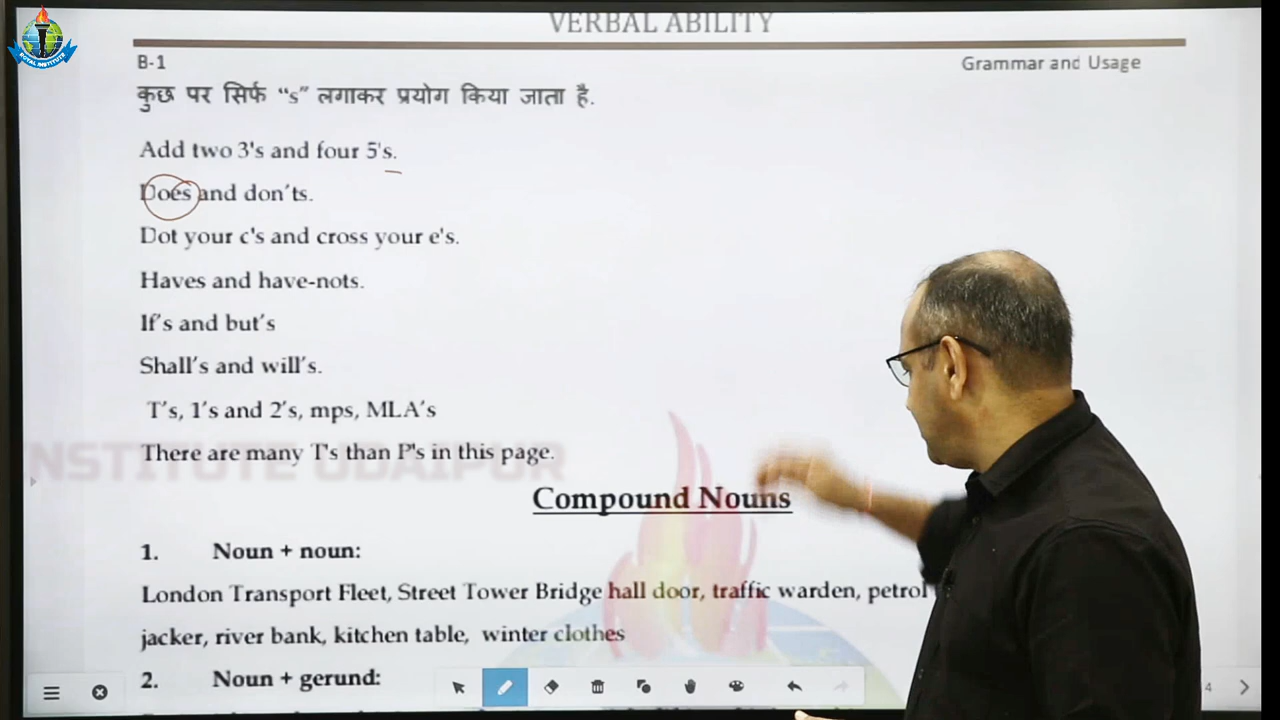 VERBAL ABILITY
ROYAL INSTITUTE
B-1
Grammar and Usage
कुछ पर सिर्फ “s” लगाकर प्रयोग किया जाता है.
Add two 3's and four 5's.
Does and don’ts.
Dot your c's and cross your e's.
Haves and have-nots.
If’s and but’s
Shall’s and will’s.
T’s, 1’s and 2’s, mps, MLA’s
There are many T's than P's in this page.
NSTITUTE UDAIPUR
Compound Nouns
1. Noun + noun:
London Transport Fleet, Street Tower Bridge hall door, traffic warden, petrol
jacker, river bank, kitchen table, winter clothes
2. Noun + gerund:
4